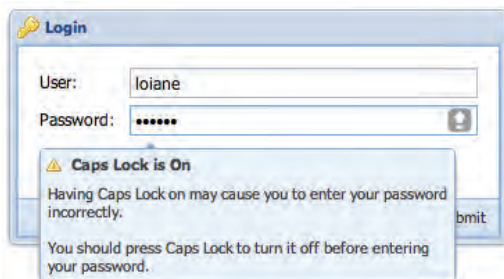 Login
User: loiane
Password: ••••••
Caps Lock is On
Having Caps Lock on may cause you to enter your password
incorrectly.
bmit
You should press Caps Lock to turn it off before entering
your password.